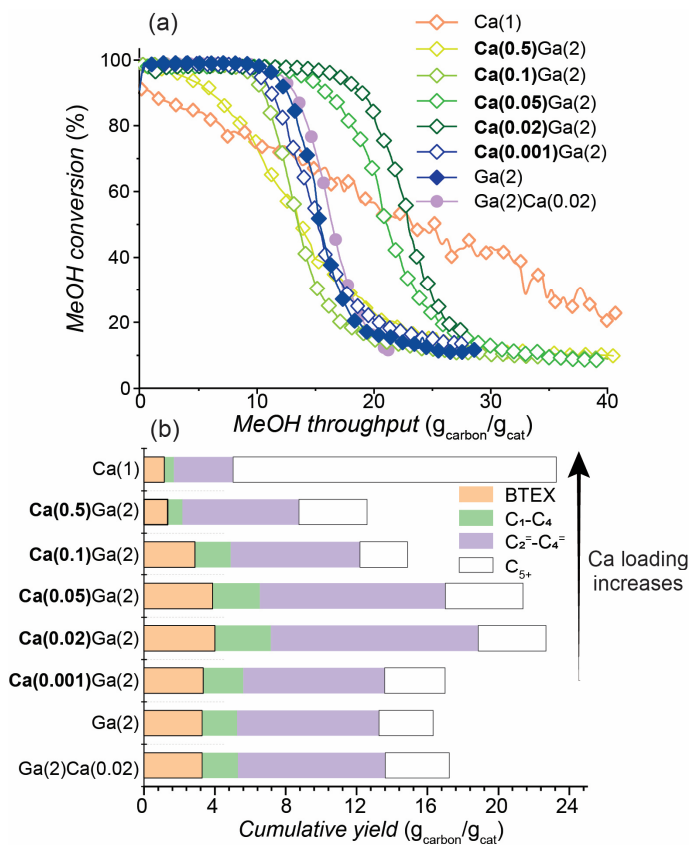 (a)
Ca(1)
Ca(0.5)Ga(2)
Ca(0.1)Ga(2)
Ca(0.05)Ga(2)
Ca(0.02)Ga(2)
Ca(0.001)Ga(2)
Ga(2)
Ga(2)Ca(0.02)
MeOH conversion (%)
100
80
60
40
20
0
0 10 20 30 40
MeOH throughput (gcarbon/gcat)
(b)
Ca(1)
Ca(0.5)Ga(2)
Ca(0.1)Ga(2)
Ca(0.05)Ga(2)
Ca(0.02)Ga(2)
Ca(0.001)Ga(2)
Ga(2)
Ga(2)Ca(0.02)
BTEX
C₁-C₄
C₂⁼-C₄⁼
C₅₊
Ca loading
increases
0 4 8 12 16 20 24
Cumulative yield (gcarbon/gcat)